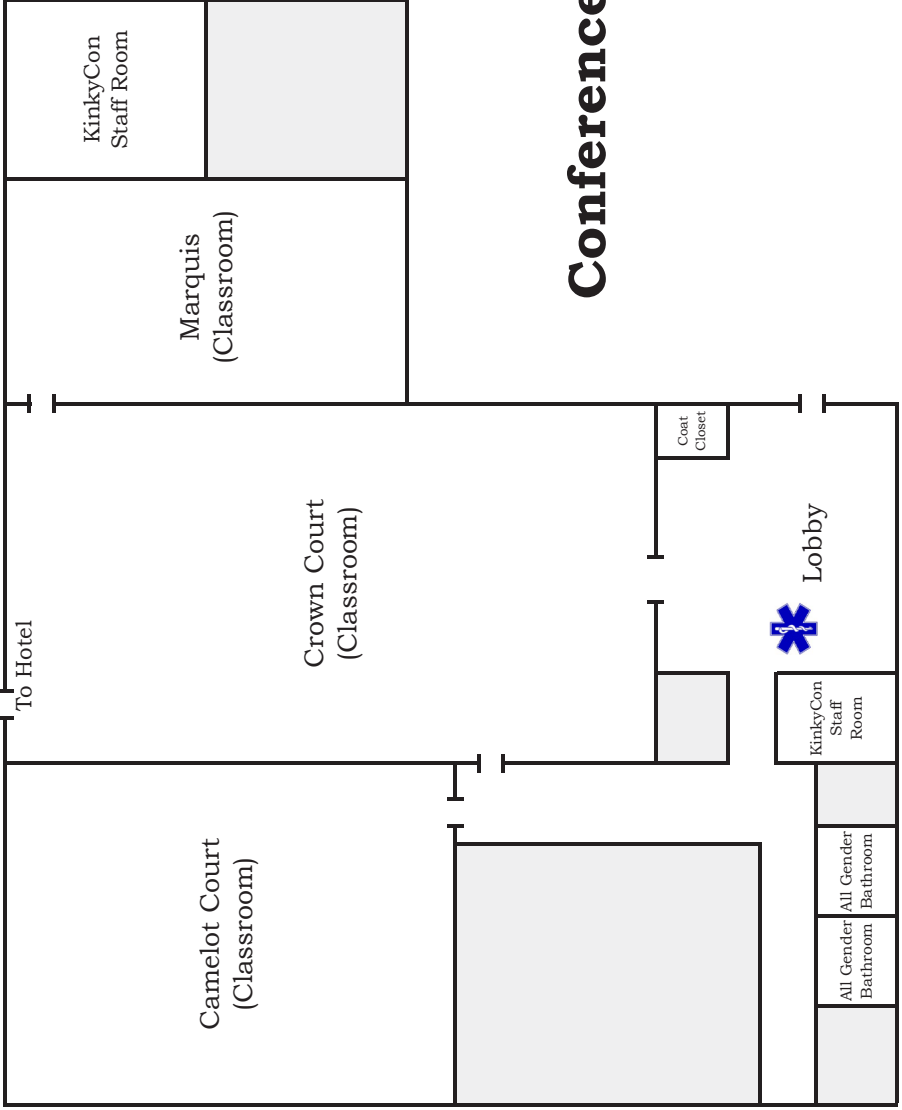 KinkyCon
Staff Room
Marquis
(Classroom)
Conference
Coat
Closet
Crown Court
(Classroom)
Lobby
To Hotel
KinkyCon
Staff
Room
Camelot Court
(Classroom)
All Gender
Bathroom
All Gender
Bathroom